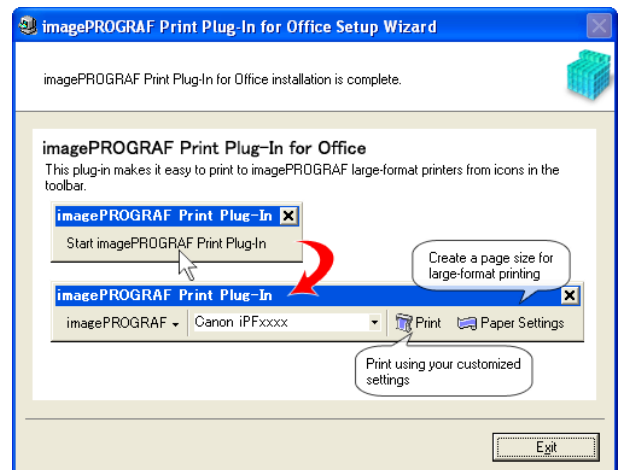 imagePROGRAF Print Plug-In for Office Setup Wizard
imagePROGRAF Print Plug-In for Office installation is complete.
imagePROGRAF Print Plug-In for Office
This plug-in makes it easy to print to imagePROGRAF large-format printers from icons in the
toolbar.
imagePROGRAF Print Plug-In
Start imagePROGRAF Print Plug-In
Create a page size for
large-format printing
imagePROGRAF Print Plug-In
imagePROGRAF Canon iPFxxxx Print Paper Settings
Print using your customized
settings
Exit